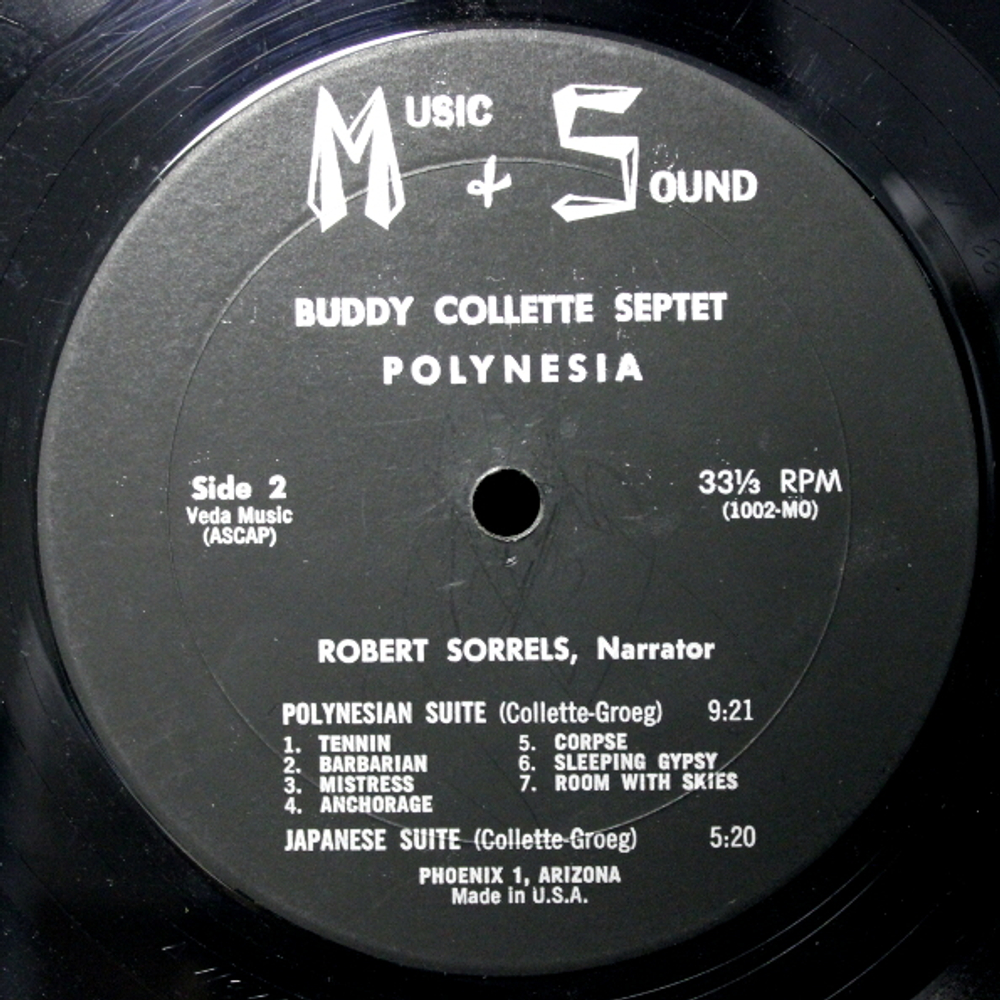 MUSIC & SOUND
BUDDY COLLETTE SEPTET
POLYNESIA
Side 2
Veda Music
(ASCAP)
33⅓ RPM
(1002-MO)
ROBERT SORRELS, Narrator
POLYNESIAN SUITE (Collette-Groeg) 9:21
1. TENNIN
2. BARBARIAN
3. MISTRESS
4. ANCHORAGE
5. CORPSE
6. SLEEPING GYPSY
7. ROOM WITH SKIES
JAPANESE SUITE (Collette-Groeg) 5:20
PHOENIX 1, ARIZONA
Made in U.S.A.